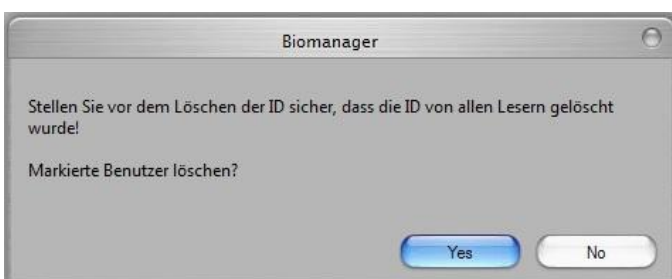 Biomanager
Stellen Sie vor dem Löschen der ID sicher, dass die ID von allen Lesern gelöscht
wurde!
Markierte Benutzer löschen?
Yes No